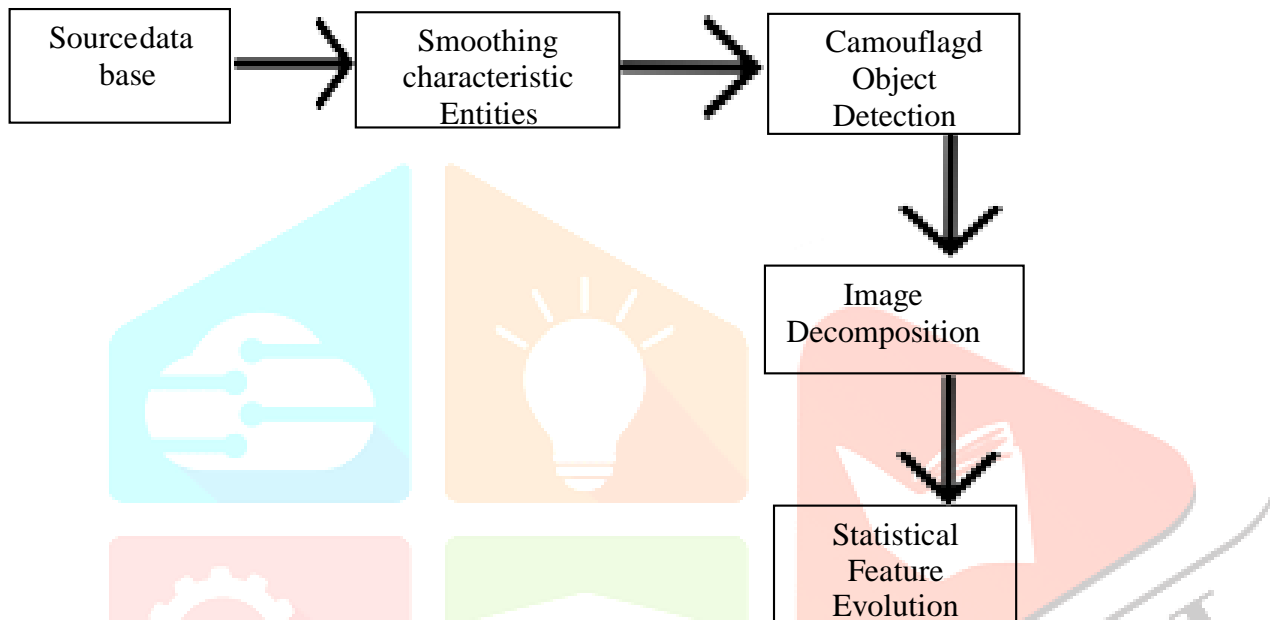 Sourcedata
base
Smoothing
characteristic
Entities
Camouflagd
Object
Detection
Image
Decomposition
Statistical
Feature
Evolution